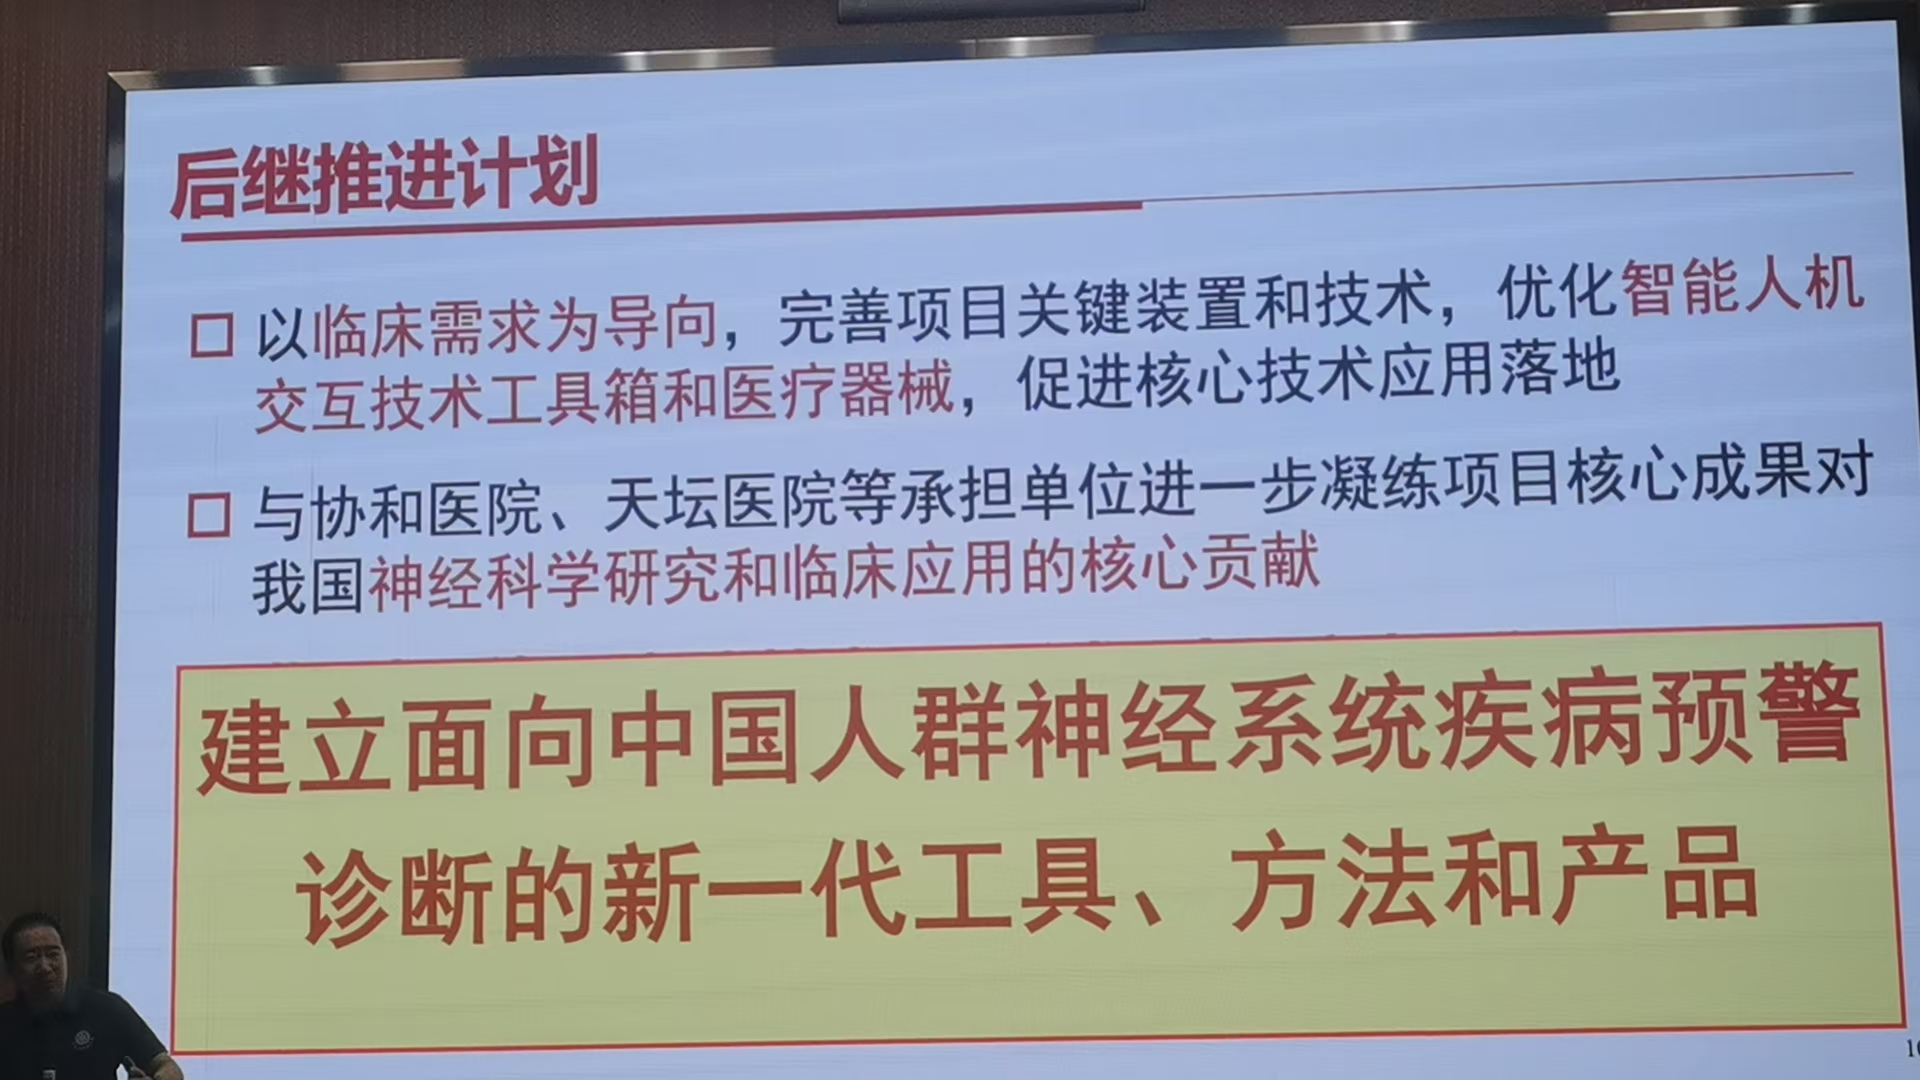 后继推进计划
以临床需求为导向，完善项目关键装置和技术，优化智能人机
交互技术工具箱和医疗器械，促进核心技术应用落地
与协和医院、天坛医院等承担单位进一步凝练项目核心成果对
我国神经科学研究和临床应用的核心贡献
建立面向中国人群神经系统疾病预警
诊断的新一代工具、方法和产品